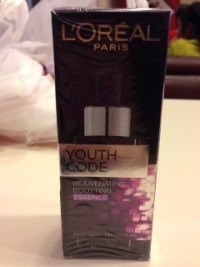 L'ORÉAL
PARIS
YOUTH
CODE
REJUVENATING
BOOSTING
ESSENCE